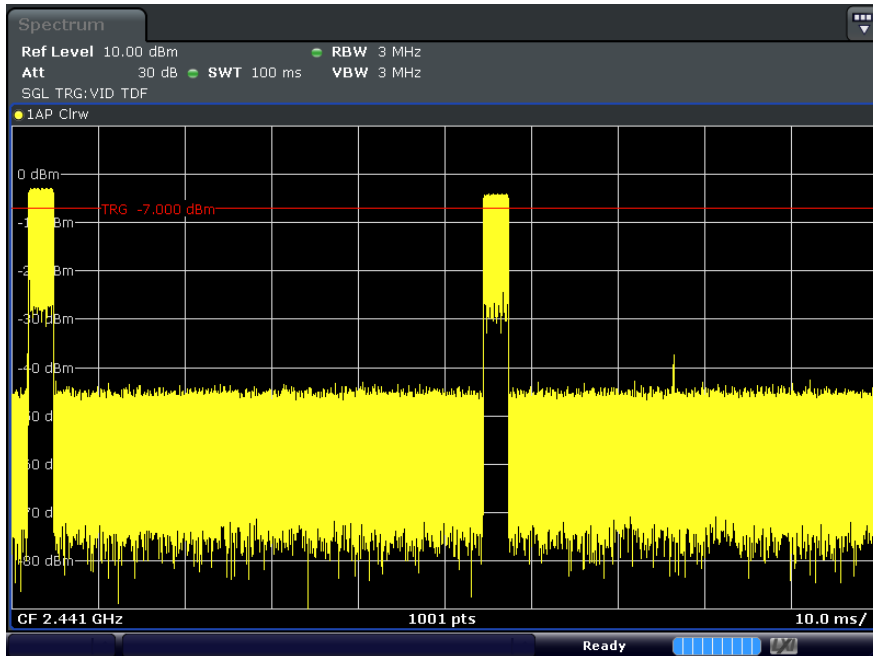 Spectrum
Ref Level 10.00 dBm RBW 3 MHz
Att 30 dB SWT 100 ms VBW 3 MHz
SGL TRG:VID TDF
1AP Clrw
0 dBm
TRG -7.000 dBm
CF 2.441 GHz 1001 pts 10.0 ms/
Ready